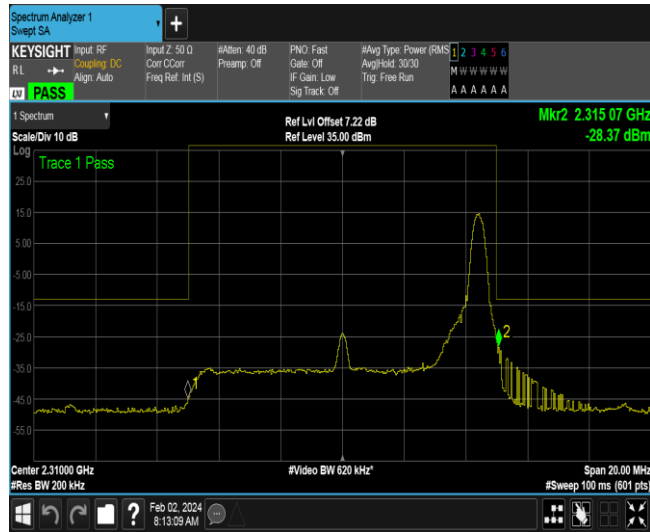 Spectrum Analyzer 1
Swept SA
+
KEYSIGHT
RL
LXI PASS
Input: RF
Coupling: DC
Align: Auto
Input Z: 50 Ω
Corr CCorr
Freq Ref: Int (S)
#Atten: 40 dB
Preamp: Off
PNO: Fast
Gate: Off
IF Gain: Low
Sig Track: Off
#Avg Type: Power (RMS
Avg|Hold: 30/30
Trig: Free Run
1 2 3 4 5 6
M W W W W W
A A A A A A
1 Spectrum
Scale/Div 10 dB
Log
Ref Lvl Offset 7.22 dB
Ref Level 35.00 dBm
Mkr2 2.315 07 GHz
-28.37 dBm
Trace 1 Pass
25.0
15.0
5.00
-5.00
-15.0
-25.0
-35.0
-45.0
-55.0
1
2
Center 2.31000 GHz
#Res BW 200 kHz
#Video BW 620 kHz*
Span 20.00 MHz
#Sweep 100 ms (601 pts)
?
Feb 02, 2024
8:13:09 AM